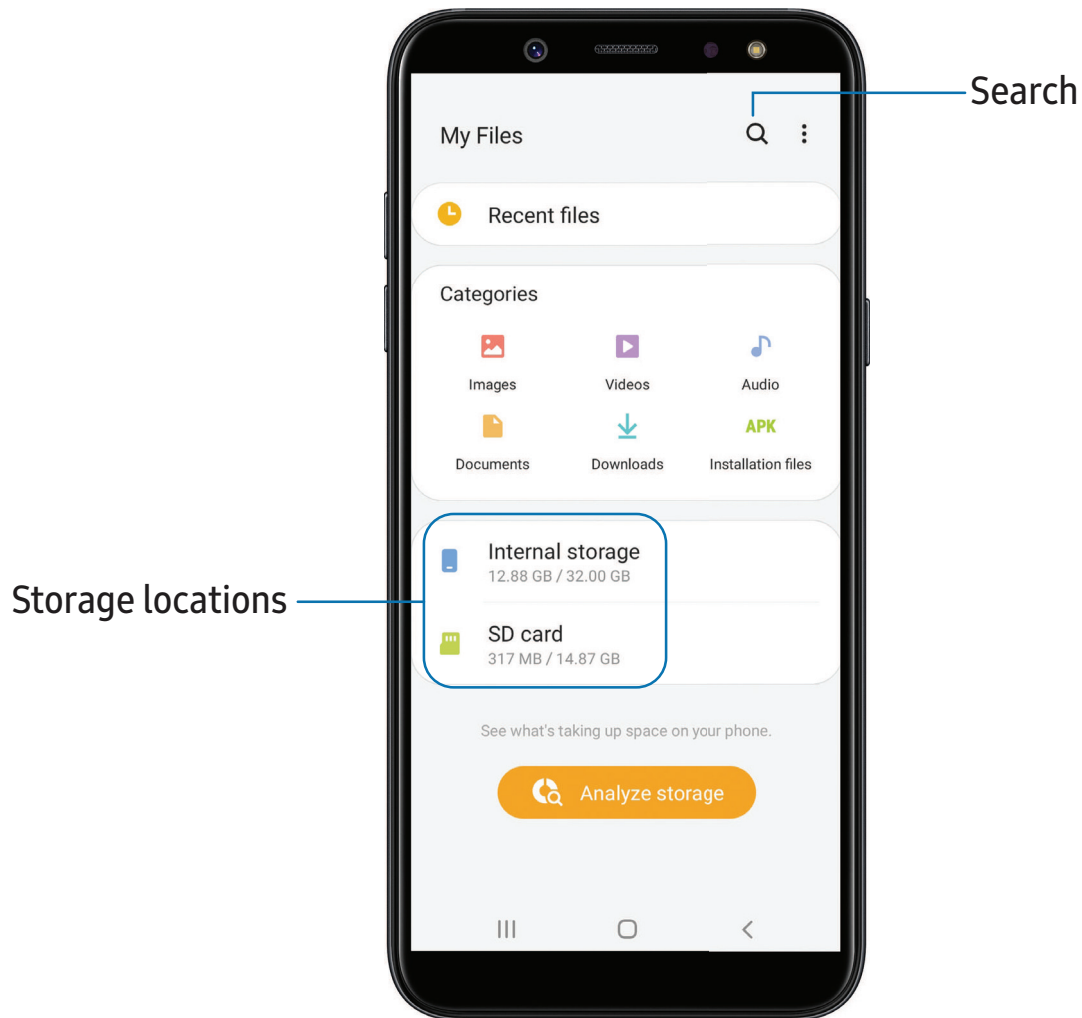 Search
My Files
Recent files
Categories
Images Videos Audio
APK
Documents Downloads Installation files
Storage locations
Internal storage
12.88 GB / 32.00 GB
SD card
317 MB / 14.87 GB
See what's taking up space on your phone.
Analyze storage